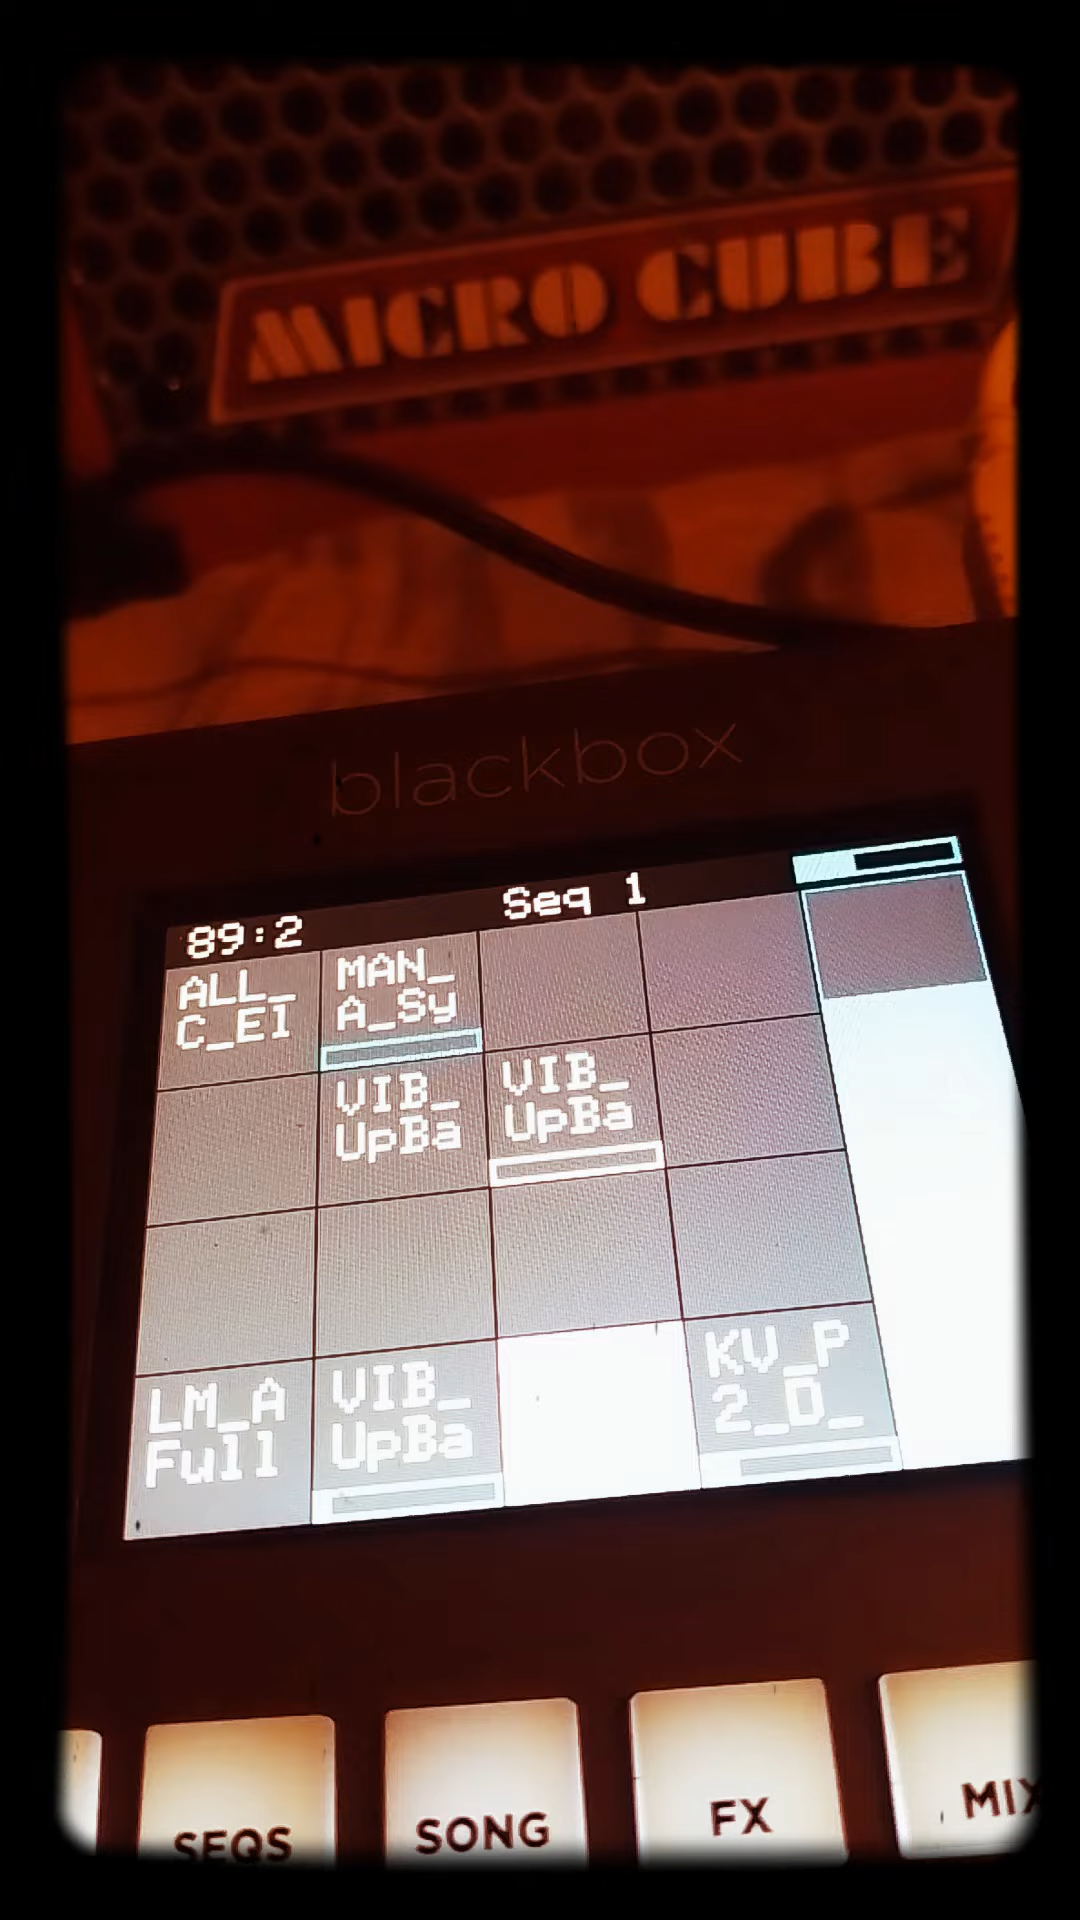 MICRO CUBE
blackbox
89:2
Seq 1
ALL_
C_El
MAN_
A_Sy
VIB_
UpBa
VIB_
UpBa
LM_A
Full
VIB_
UpBa
KV_P
2_D_
SEQS
SONG
FX
MIX